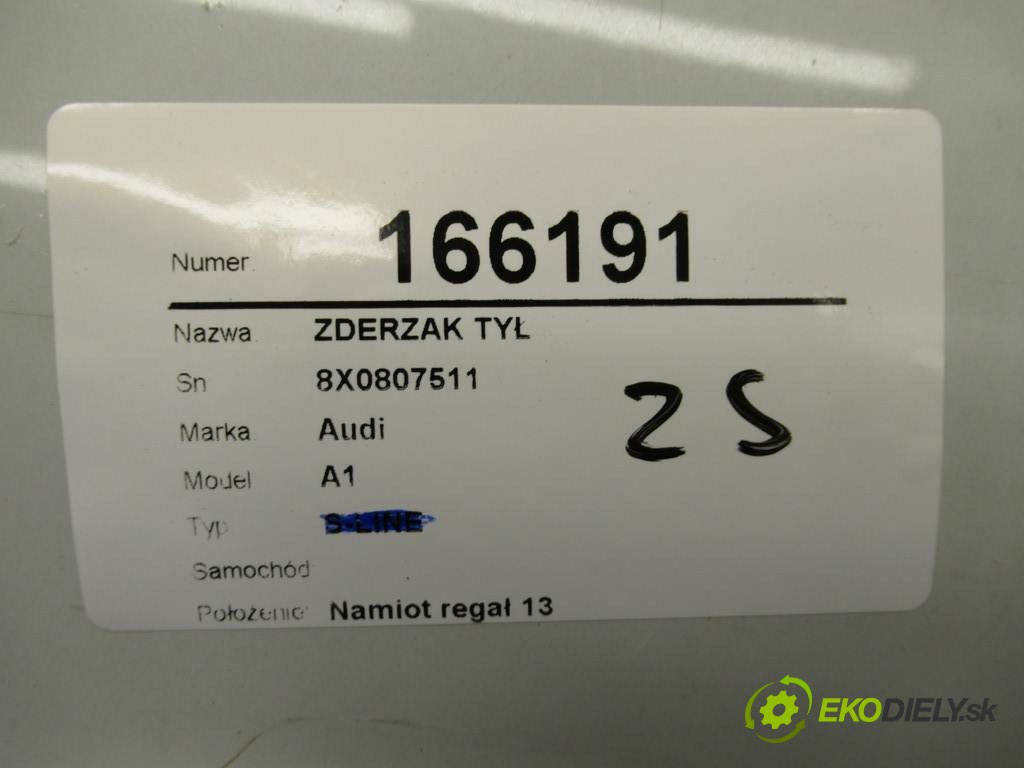 Numer 166191
Nazwa ZDERZAK TYŁ
Sn 8X0807511
25
Marka Audi
Model A1
Typ S-LINE
Samochód
Położenie Namiot regał 13
EKODIELY.sk